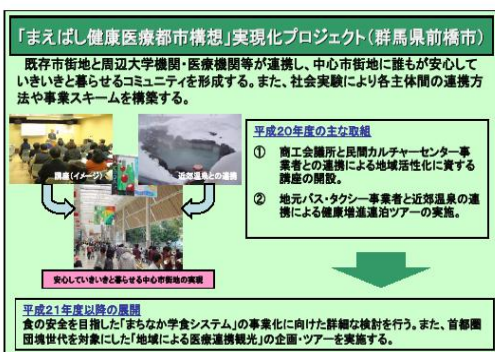 「まえばし健康医療都市構想」実現化プロジェクト(群馬県前橋市)
既存市街地と周辺大学機関・医療機関等が連携し、中心市街地に誰もが安心して
いきいきと暮らせるコミュニティを形成する。また、社会実験により各主体間の連携方
法や事業スキームを構築する。
講座(イメージ)
近郊温泉との連携
安心していきいきと暮らせる中心市街地の実現
平成20年度の主な取組
① 商工会議所と民間カルチャーセンター事
業者との連携による地域活性化に資する
講座の開設。
② 地元バス・タクシー事業者と近郊温泉の連
携による健康増進連泊ツアーの実施。
平成21年度以降の展開
食の安全を目指した「まちなか学食システム」の事業化に向けた詳細な検討を行う。また、首都圏
団塊世代を対象にした「地域による医療連携観光」の企画・ツアーを実施する。